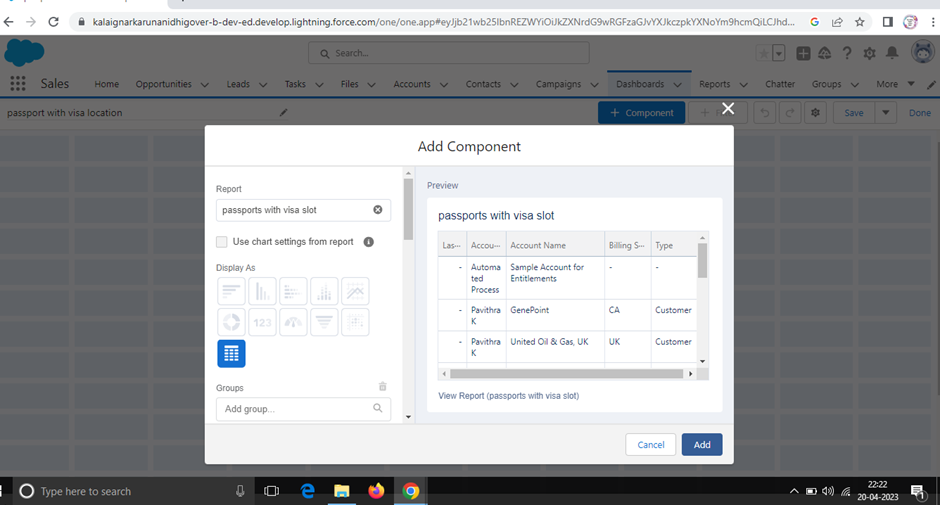 kalaignarkarunanidhigover-b-dev-ed.develop.lightning.force.com/one/one.app#eyJjb21wb25lbnREZWYiOiJkZXNrdG9wRGFzaGJvYXJkczpkYXNoYm9hcmQiLCJhd...
Search...
Sales
Home
Opportunities
Leads
Tasks
Files
Accounts
Contacts
Campaigns
Dashboards
Reports
Chatter
Groups
More
passport with visa location
+ Component
Save
Done
Add Component
Report
passports with visa slot
Use chart settings from report
Display As
123
Groups
Add group...
Preview
passports with visa slot
Las... Accou... Account Name Billing S... Type
- Automa Sample Account for - -
ted Entitlements
Process
- Pavithra GenePoint CA Customer
K
- Pavithra United Oil & Gas, UK UK Customer
K
View Report (passports with visa slot)
Cancel
Add
Type here to search
22:22
20-04-2023
1